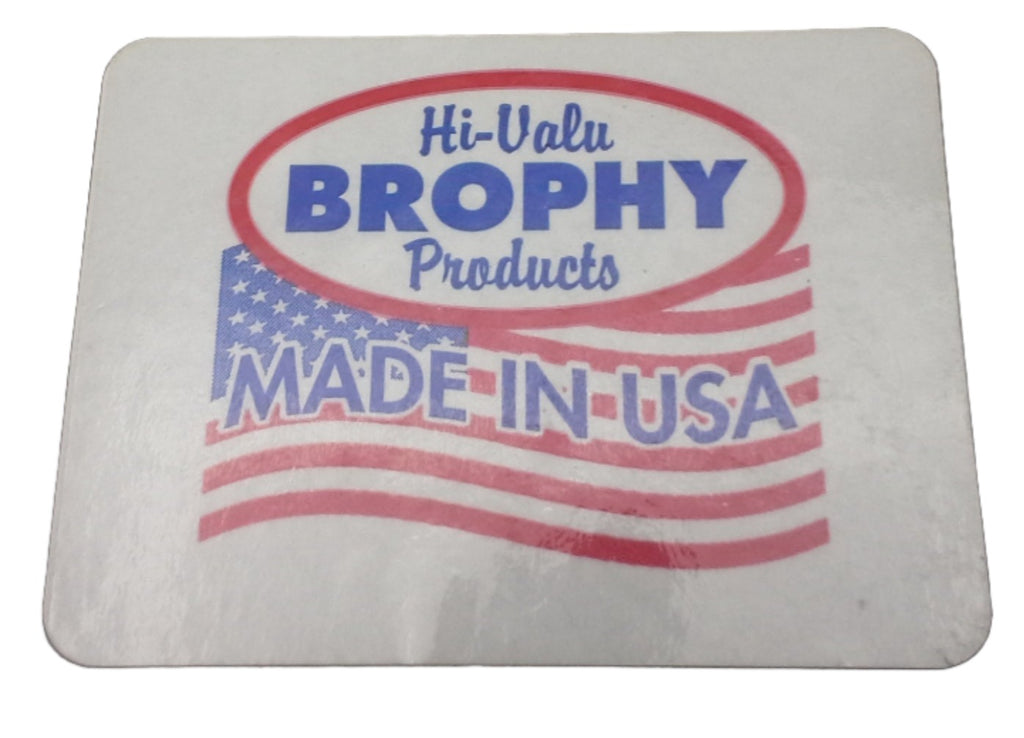 Hi-Valu
BROPHY
Products
MADE IN USA